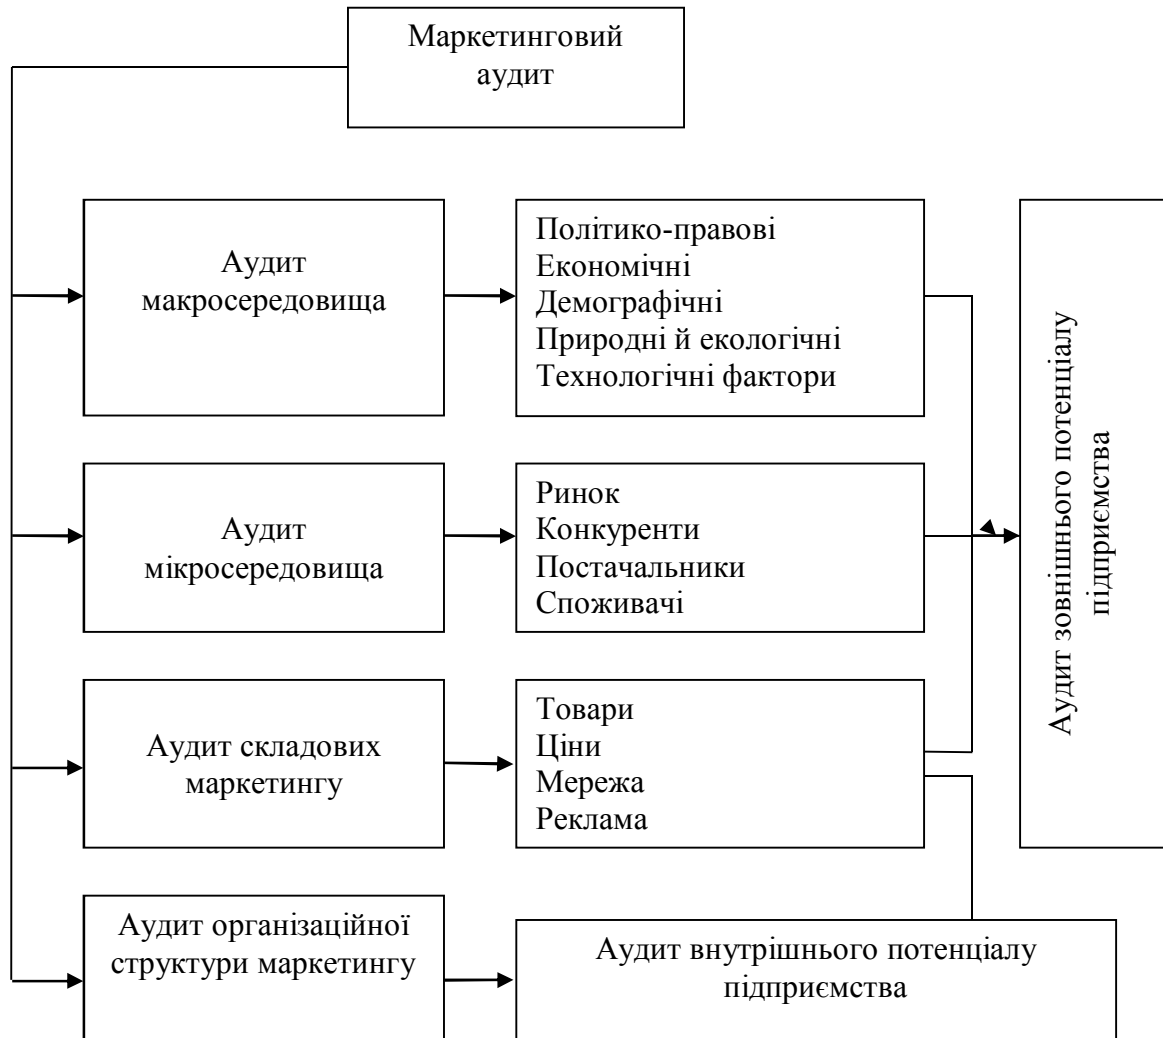 Маркетинговий
аудит
Аудит
макросередовища
Політико-правові
Економічні
Демографічні
Природні й екологічні
Технологічні фактори
Аудит
мікросередовища
Ринок
Конкуренти
Постачальники
Споживачі
Аудит складових
маркетингу
Товари
Ціни
Мережа
Реклама
Аудит зовнішнього потенціалу
підприємства
Аудит організаційної
структури маркетингу
Аудит внутрішнього потенціалу
підприємства